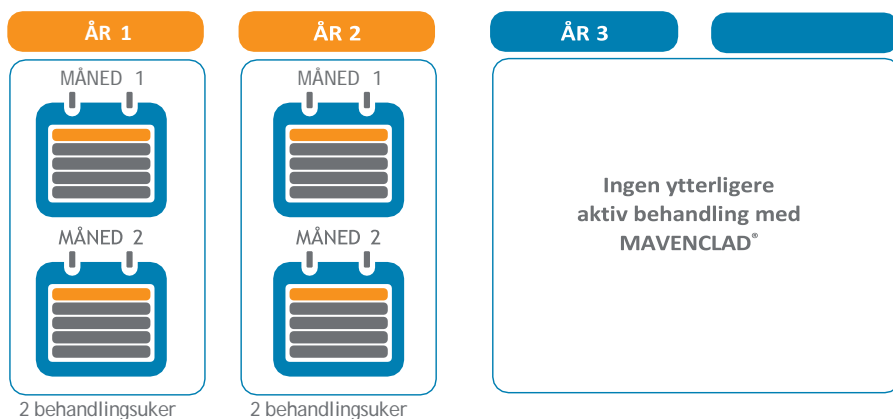 ÅR 1
MÅNED 1
MÅNED 2
2 behandlingsuker
ÅR 2
MÅNED 1
MÅNED 2
2 behandlingsuker
ÅR 3
Ingen ytterligere
aktiv behandling med
MAVENCLAD®